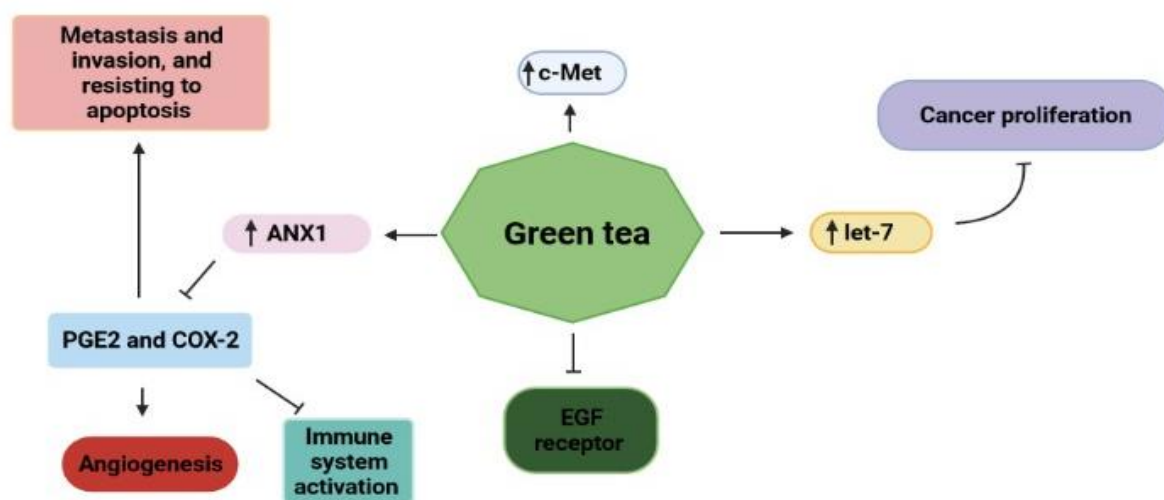 Metastasis and
invasion, and
resisting to
apoptosis
c-Met
Cancer proliferation
ANX1
Green tea
let-7
PGE2 and COX-2
EGF
receptor
Angiogenesis
Immune
system
activation